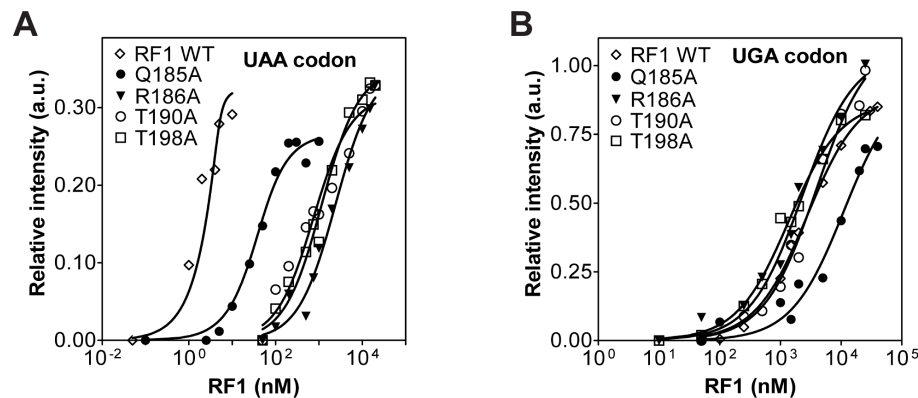 A
UAA codon
RF1 WT
Q185A
R186A
T190A
T198A
Relative intensity (a.u.)
0.30
0.20
0.10
0.00
10-2
100
102
104
RF1 (nM)
B
UGA codon
RF1 WT
Q185A
R186A
T190A
T198A
Relative intensity (a.u.)
1.00
0.75
0.50
0.25
0.00
100
101
102
103
104
105
RF1 (nM)